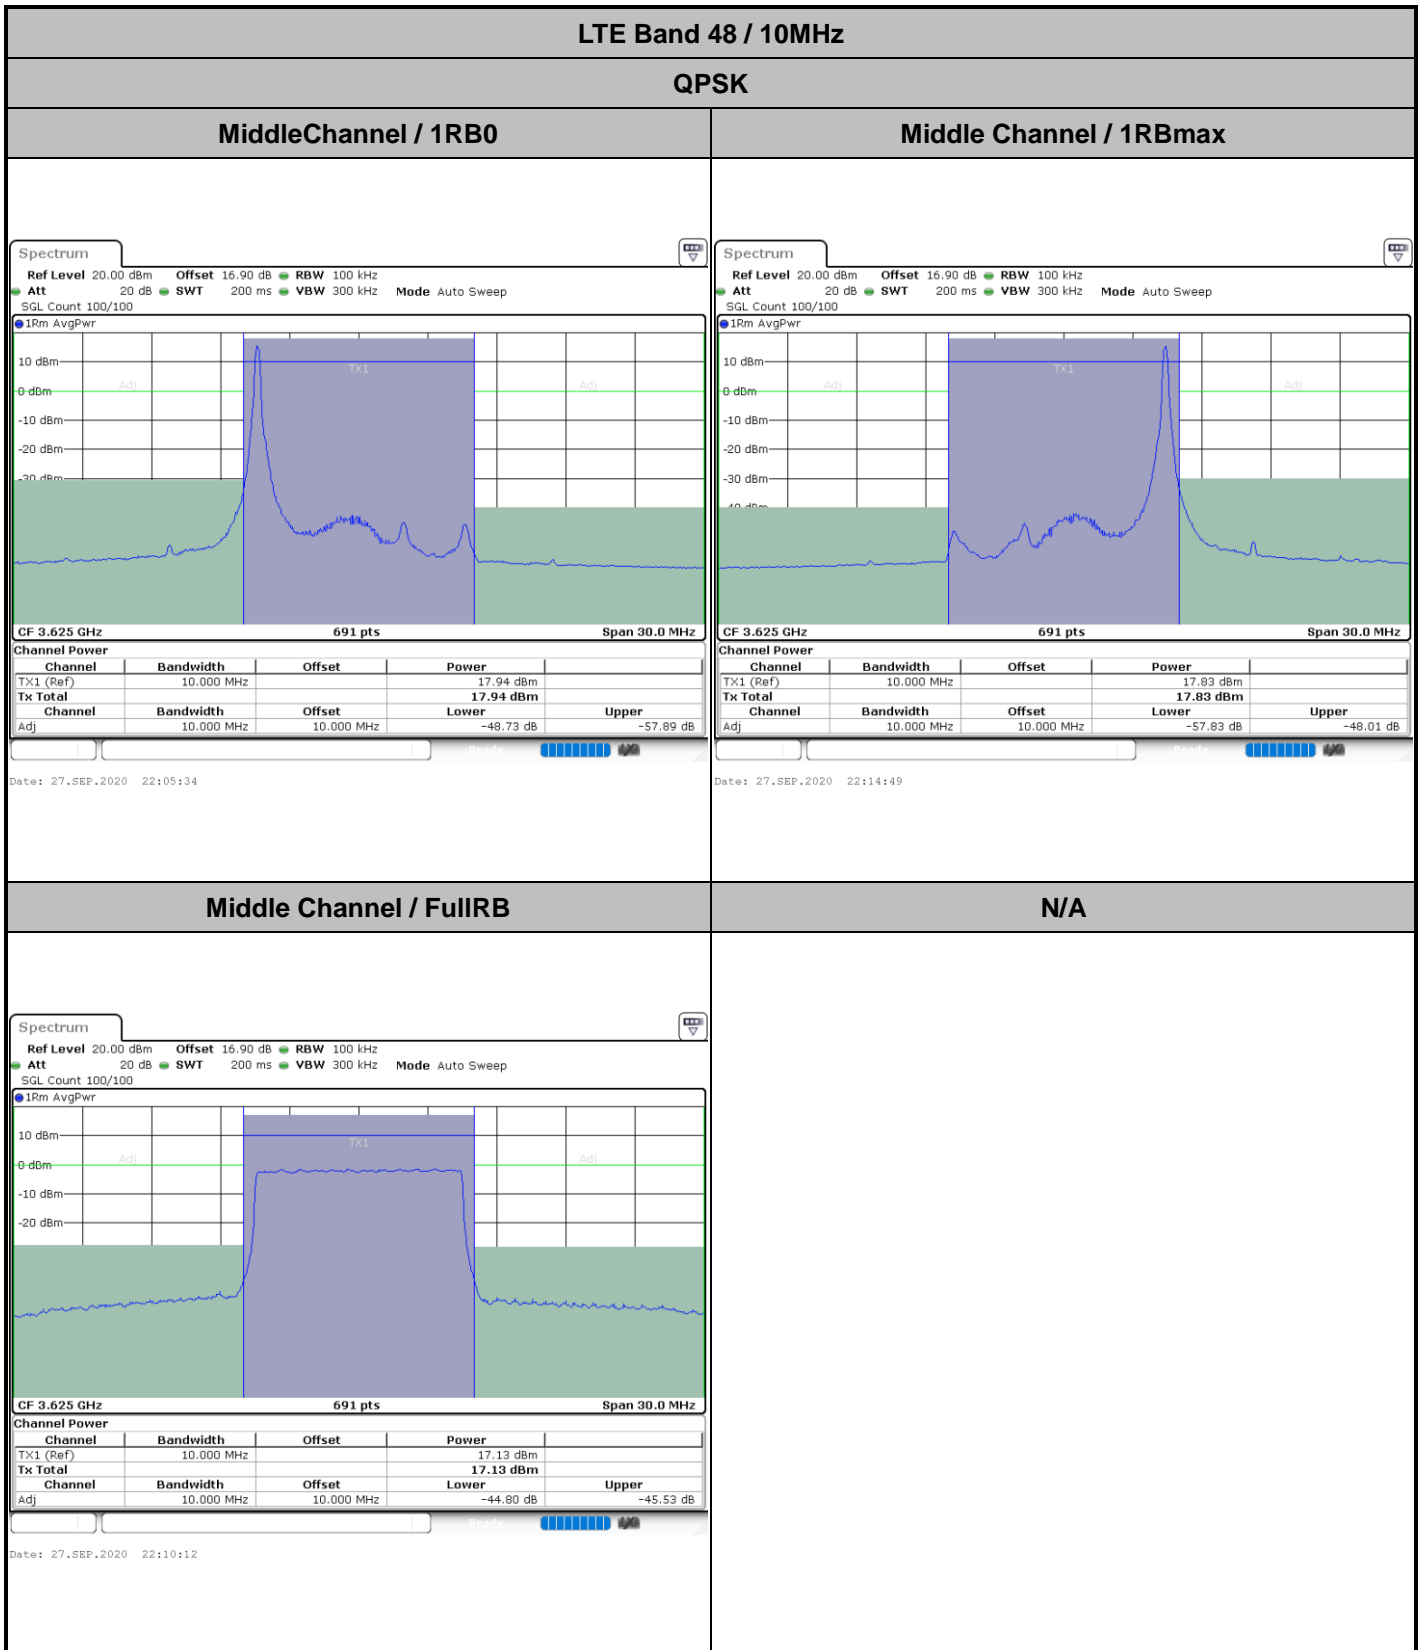 LTE Band 48 / 10MHz
QPSK
MiddleChannel / 1RB0
Middle Channel / 1RBmax
Spectrum
Ref Level 20.00 dBm Offset 16.90 dB RBW 100 kHz
Att 20 dB SWT 200 ms VBW 300 kHz Mode Auto Sweep
SGL Count 100/100
1Rm AvgPwr
10 dBm
TX1
Adj
Adj
0 dBm
-10 dBm
-20 dBm
-30 dBm
CF 3.625 GHz 691 pts Span 30.0 MHz
Channel Power
Channel Bandwidth Offset Power
TX1 (Ref) 10.000 MHz 17.94 dBm
Tx Total 17.94 dBm
Channel Bandwidth Offset Lower Upper
Adj 10.000 MHz 10.000 MHz -48.73 dB -57.89 dB
Ready
Date: 27.SEP.2020 22:05:34
Spectrum
Ref Level 20.00 dBm Offset 16.90 dB RBW 100 kHz
Att 20 dB SWT 200 ms VBW 300 kHz Mode Auto Sweep
SGL Count 100/100
1Rm AvgPwr
10 dBm
TX1
Adj
Adj
0 dBm
-10 dBm
-20 dBm
-30 dBm
-40 dBm
CF 3.625 GHz 691 pts Span 30.0 MHz
Channel Power
Channel Bandwidth Offset Power
TX1 (Ref) 10.000 MHz 17.83 dBm
Tx Total 17.83 dBm
Channel Bandwidth Offset Lower Upper
Adj 10.000 MHz 10.000 MHz -57.83 dB -48.01 dB
Ready
Date: 27.SEP.2020 22:14:49
Middle Channel / FullRB
N/A
Spectrum
Ref Level 20.00 dBm Offset 16.90 dB RBW 100 kHz
Att 20 dB SWT 200 ms VBW 300 kHz Mode Auto Sweep
SGL Count 100/100
1Rm AvgPwr
10 dBm
TX1
Adj
Adj
0 dBm
-10 dBm
-20 dBm
CF 3.625 GHz 691 pts Span 30.0 MHz
Channel Power
Channel Bandwidth Offset Power
TX1 (Ref) 10.000 MHz 17.13 dBm
Tx Total 17.13 dBm
Channel Bandwidth Offset Lower Upper
Adj 10.000 MHz 10.000 MHz -44.80 dB -45.53 dB
Ready
Date: 27.SEP.2020 22:10:12